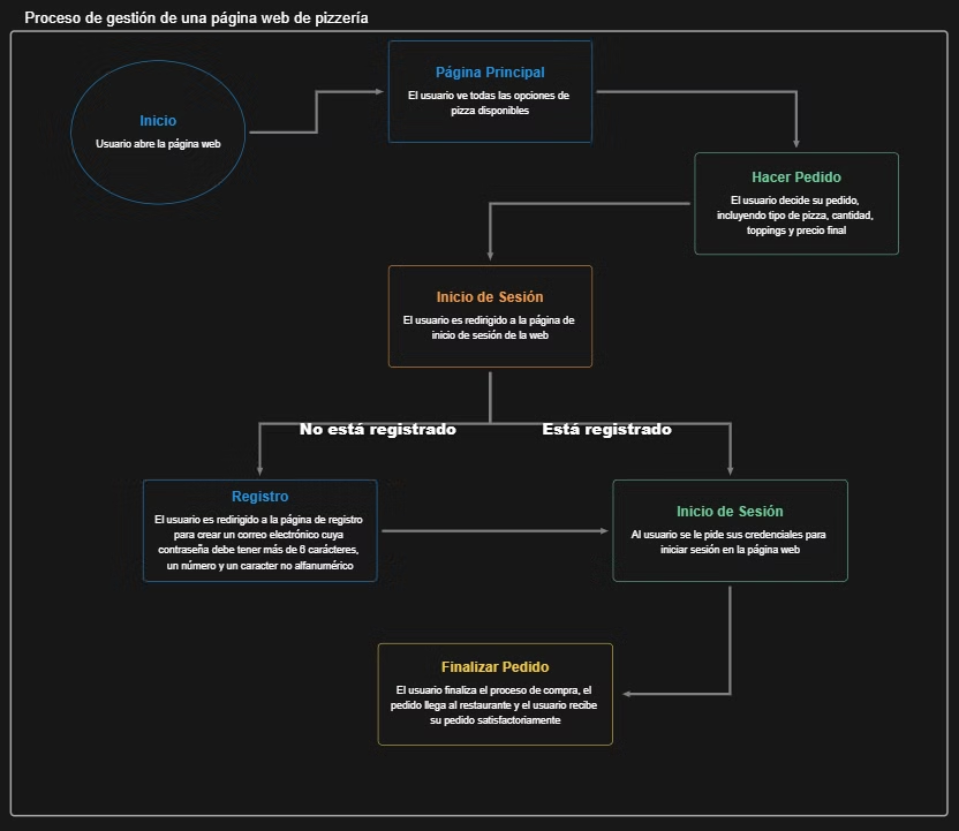 Proceso de gestión de una página web de pizzería
Inicio
Usuario abre la página web
Página Principal
El usuario ve todas las opciones de
pizza disponibles
Hacer Pedido
El usuario decide su pedido,
incluyendo tipo de pizza, cantidad,
toppings y precio final
Inicio de Sesión
El usuario es redirigido a la página de
inicio de sesión de la web
No está registrado
Está registrado
Registro
El usuario es redirigido a la página de registro
para crear un correo electrónico cuya
contraseña debe tener más de 6 carácteres,
un número y un caracter no alfanumérico
Inicio de Sesión
Al usuario se le pide sus credenciales para
iniciar sesión en la página web
Finalizar Pedido
El usuario finaliza el proceso de compra, el
pedido llega al restaurante y el usuario recibe
su pedido satisfactoriamente